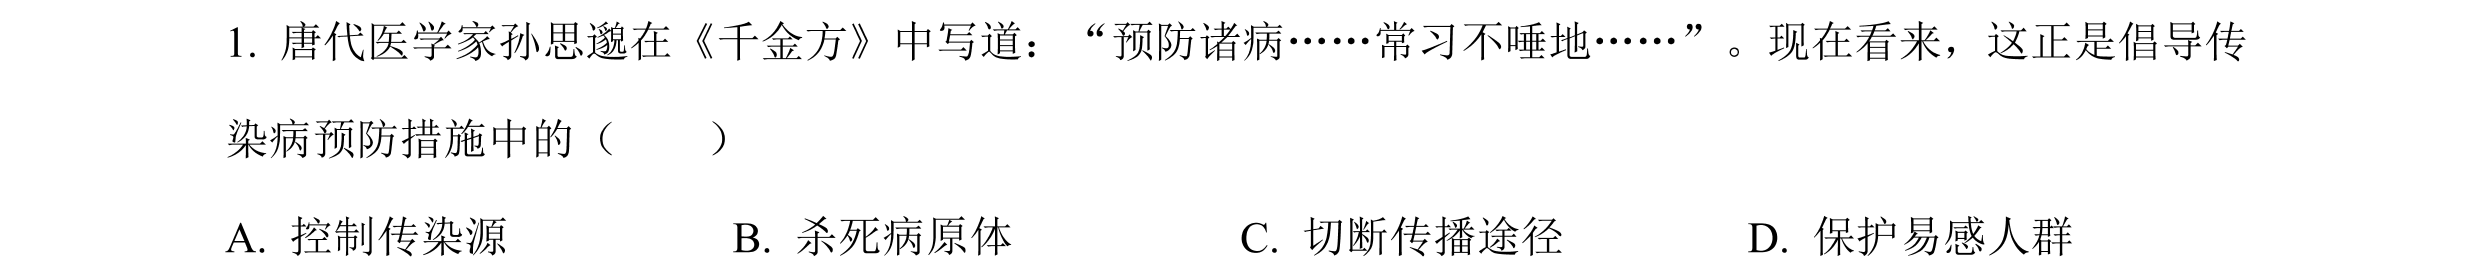 1. 唐代医学家孙思邈在《千金方》中写道：“预防诸病……常习不唾地……”。现在看来，这正是倡导传
染病预防措施中的（　　）
A. 控制传染源　　B. 杀死病原体　　C. 切断传播途径　　D. 保护易感人群